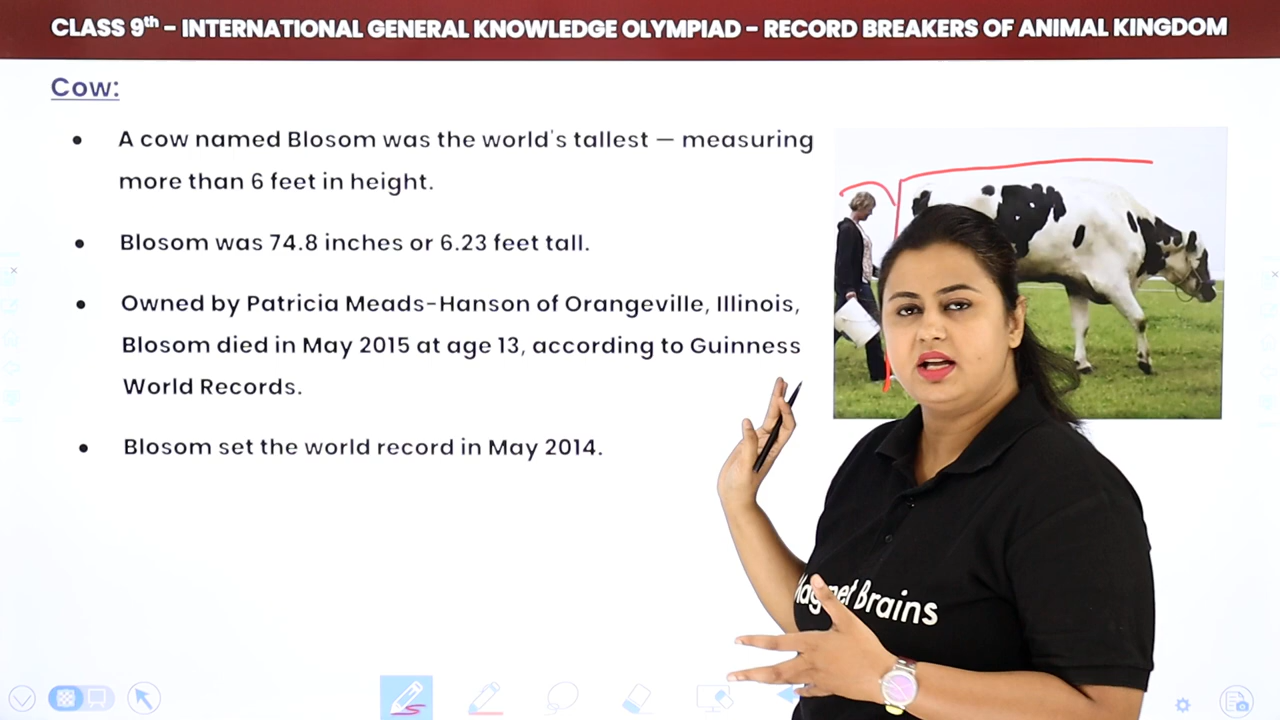 CLASS 9th - INTERNATIONAL GENERAL KNOWLEDGE OLYMPIAD - RECORD BREAKERS OF ANIMAL KINGDOM
Cow:
• A cow named Blosom was the world's tallest — measuring
more than 6 feet in height.
• Blosom was 74.8 inches or 6.23 feet tall.
• Owned by Patricia Meads-Hanson of Orangeville, Illinois,
Blosom died in May 2015 at age 13, according to Guinness
World Records.
• Blosom set the world record in May 2014.
Brains